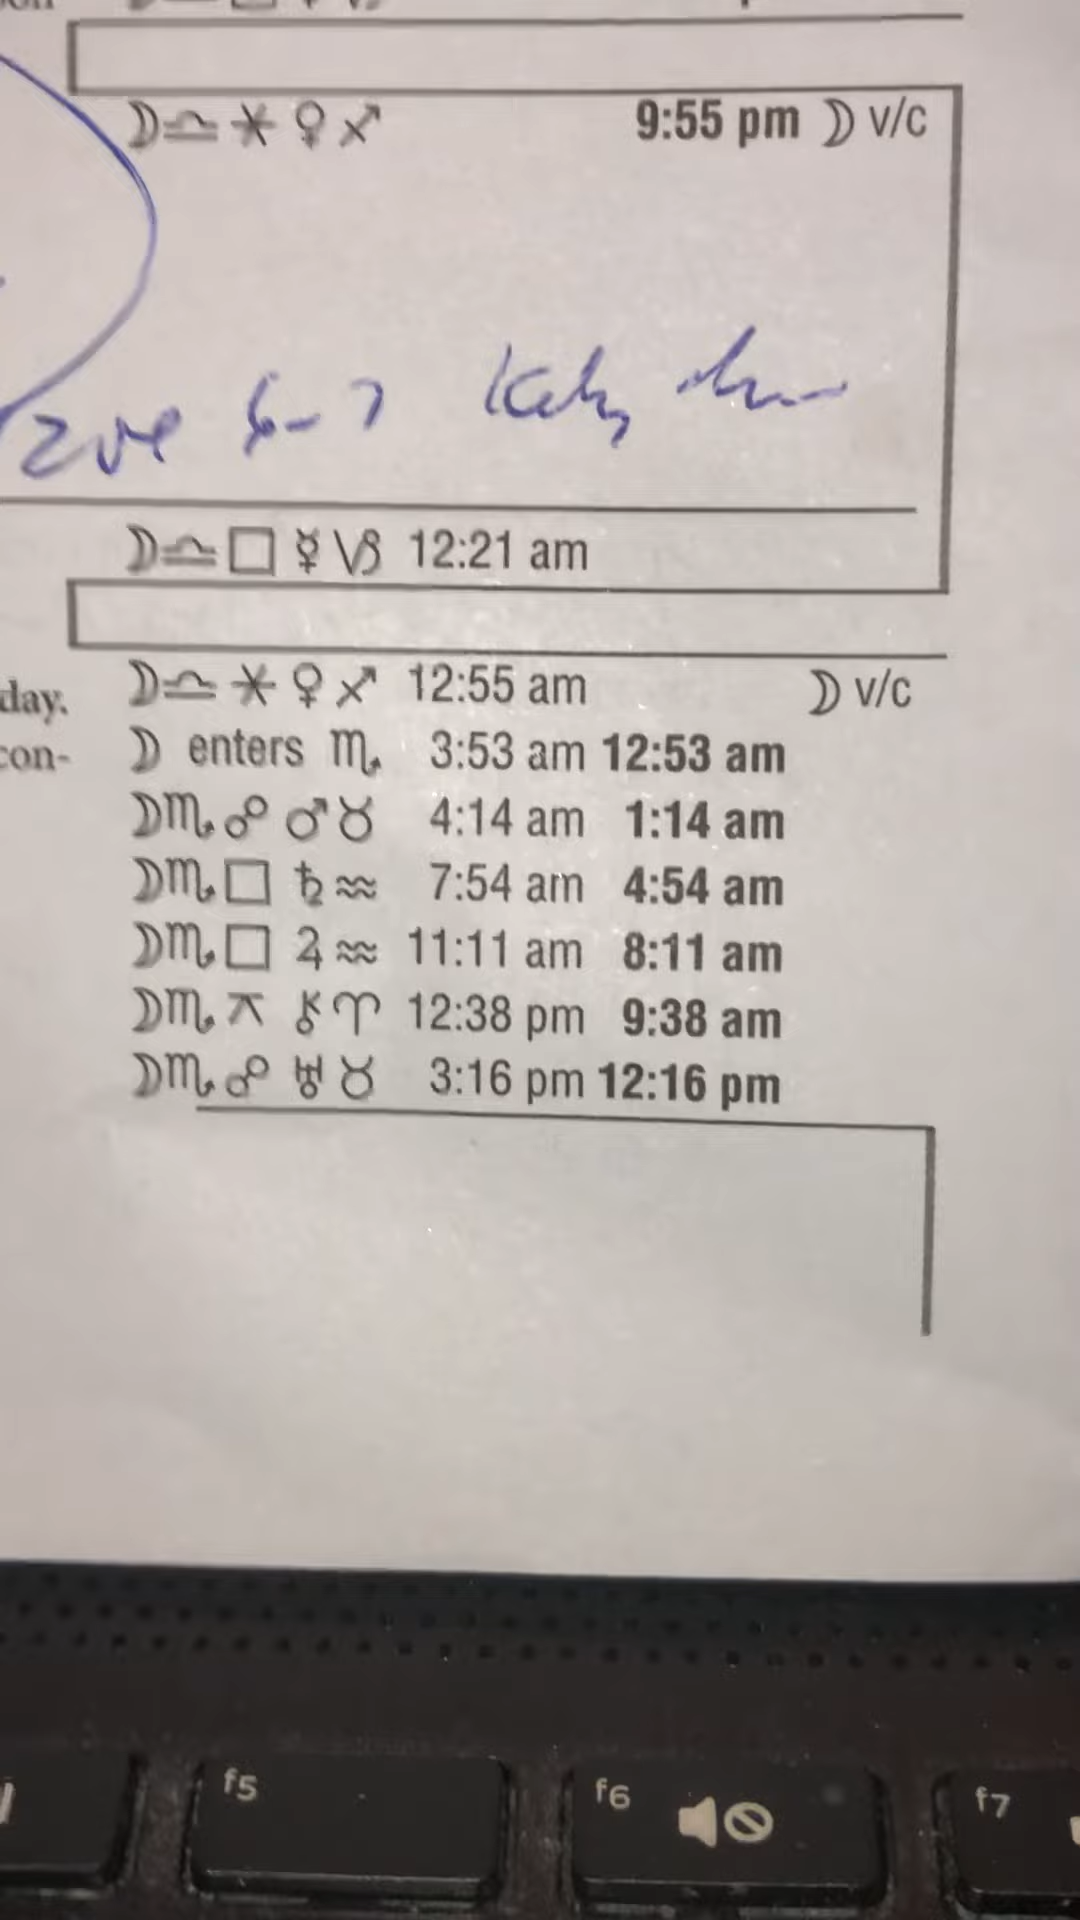 ☽♎⚹♀♐ 9:55 pm ☽ v/c
6-7
☽♎□☿♑ 12:21 am
day. ☽♎⚹♀♐ 12:55 am ☽ v/c
con- ☽ enters ♏ 3:53 am 12:53 am
☽♏☍♂♉ 4:14 am 1:14 am
☽♏□♄♒ 7:54 am 4:54 am
☽♏□♃♒ 11:11 am 8:11 am
☽♏⚻⚷♈ 12:38 pm 9:38 am
☽♏☍♅♉ 3:16 pm 12:16 pm
f5
f6
f7